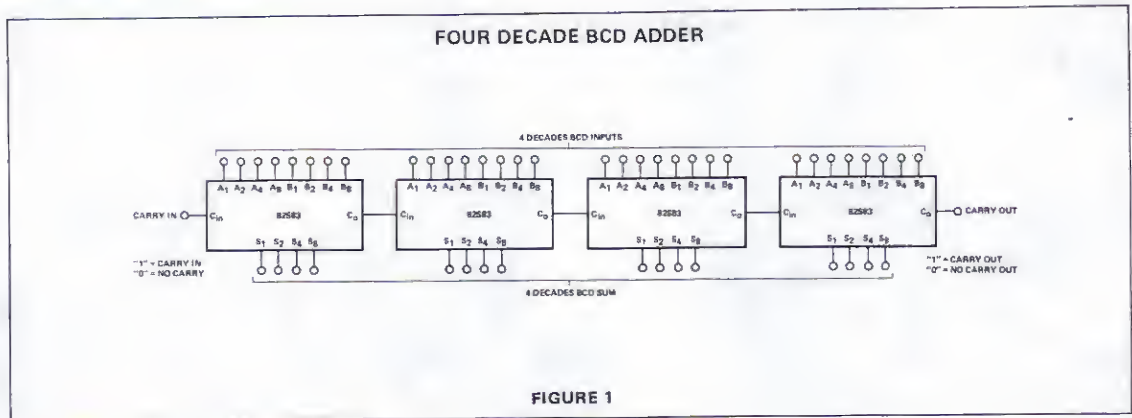 FOUR DECADE BCD ADDER
4 DECADES BCD INPUTS
A1 A2 A4 A8 B1 B2 B4 B8 A1 A2 A4 A8 B1 B2 B4 B8 A1 A2 A4 A8 B1 B2 B4 B8 A1 A2 A4 A8 B1 B2 B4 B8
CARRY IN Cin 82S83 Co Cin 82S83 Co Cin 82S83 Co Cin 82S83 Co CARRY OUT
S1 S2 S4 S8 S1 S2 S4 S8 S1 S2 S4 S8 S1 S2 S4 S8
"1" = CARRY IN
"0" = NO CARRY
"1" = CARRY OUT
"0" = NO CARRY OUT
4 DECADES BCD SUM
FIGURE 1